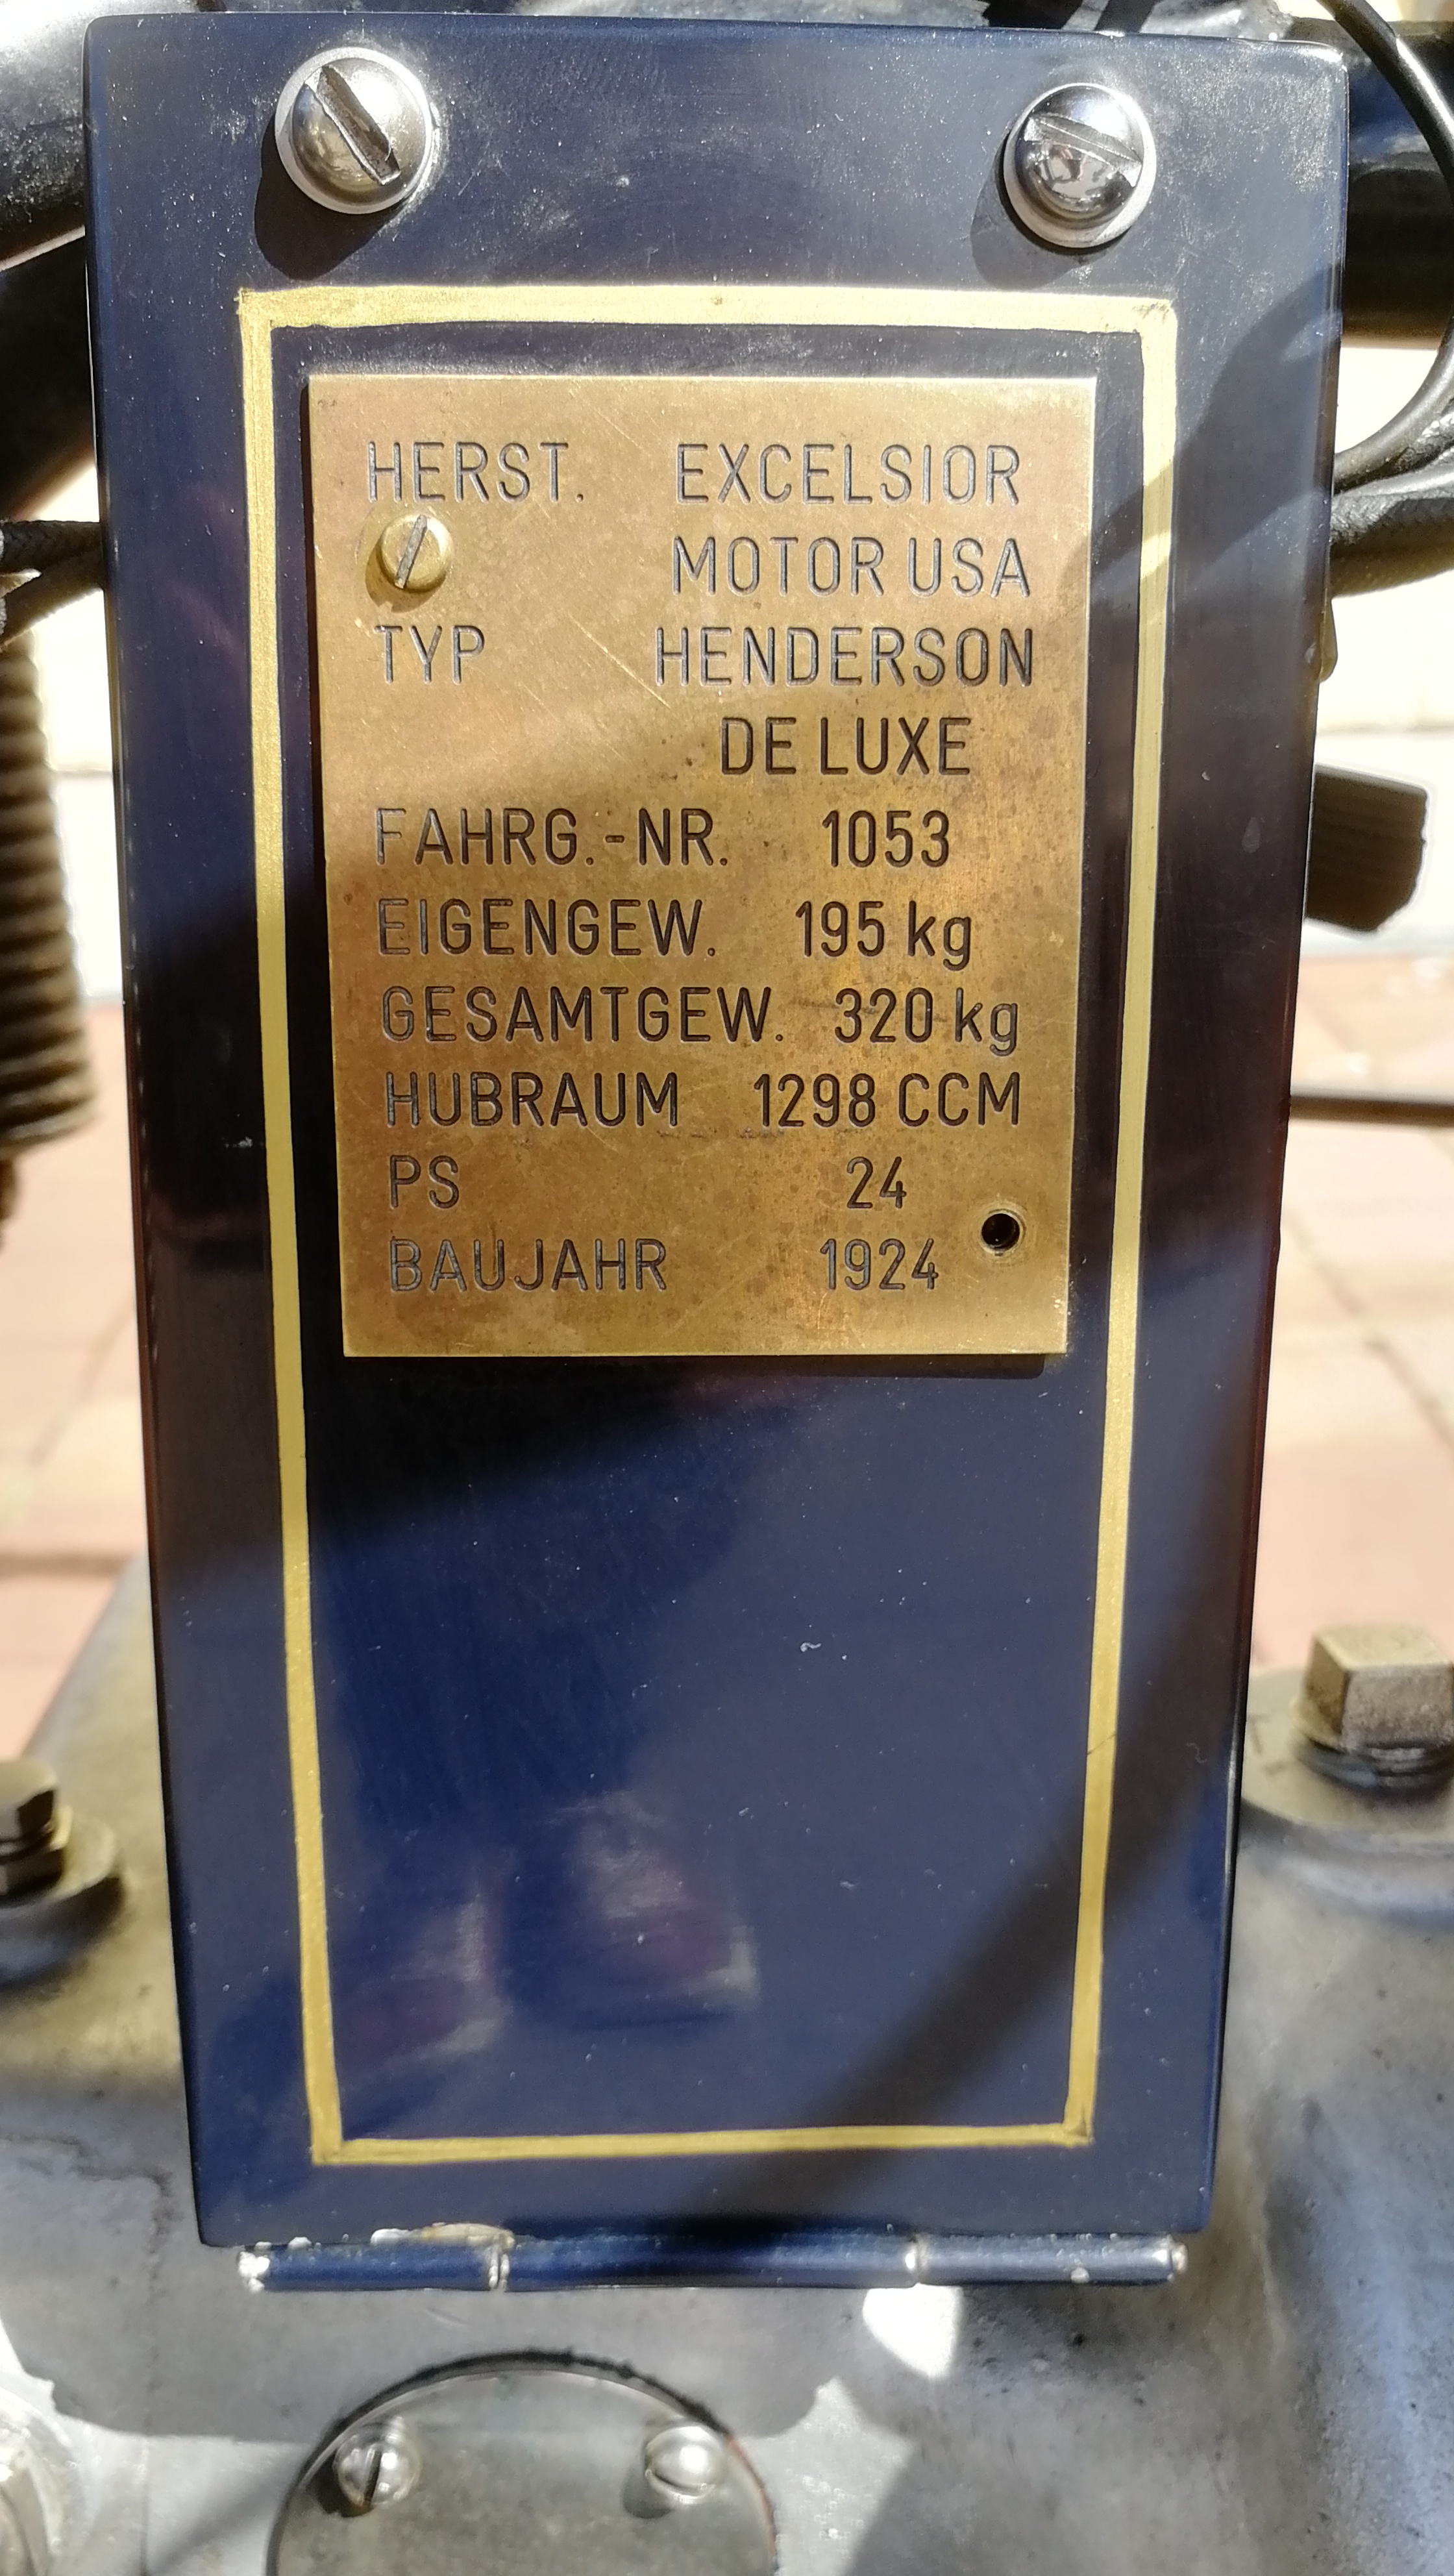 HERST. EXCELSIOR
MOTOR USA
TYP HENDERSON
DE LUXE
FAHRG.-NR. 1053
EIGENGEW. 195 kg
GESAMTGEW. 320 kg
HUBRAUM 1298 CCM
PS 24
BAUJAHR 1924